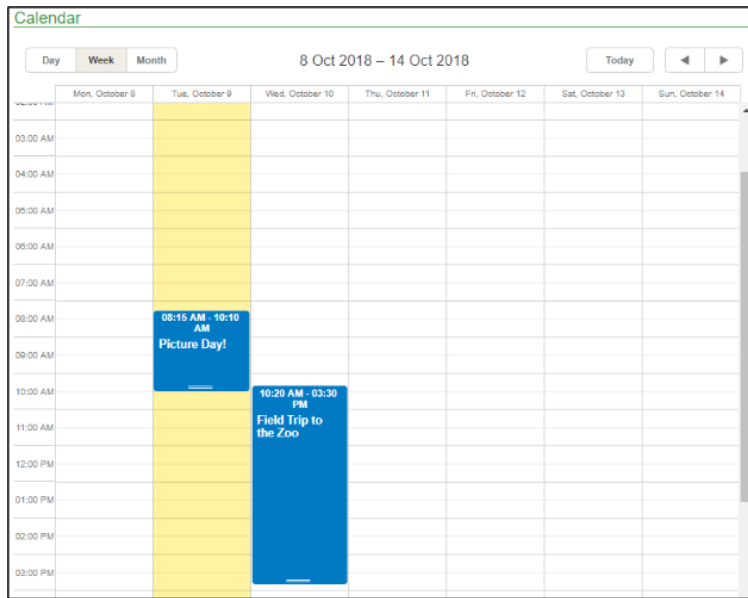 Calendar
Day Week Month 8 Oct 2018 – 14 Oct 2018 Today
Mon, October 8 Tue, October 9 Wed, October 10 Thu, October 11 Fri, October 12 Sat, October 13 Sun, October 14
03:00 AM
04:00 AM
05:00 AM
06:00 AM
07:00 AM
08:00 AM
08:15 AM - 10:10
AM
Picture Day!
09:00 AM
10:00 AM
10:20 AM - 03:30
PM
Field Trip to
the Zoo
11:00 AM
12:00 PM
01:00 PM
02:00 PM
03:00 PM